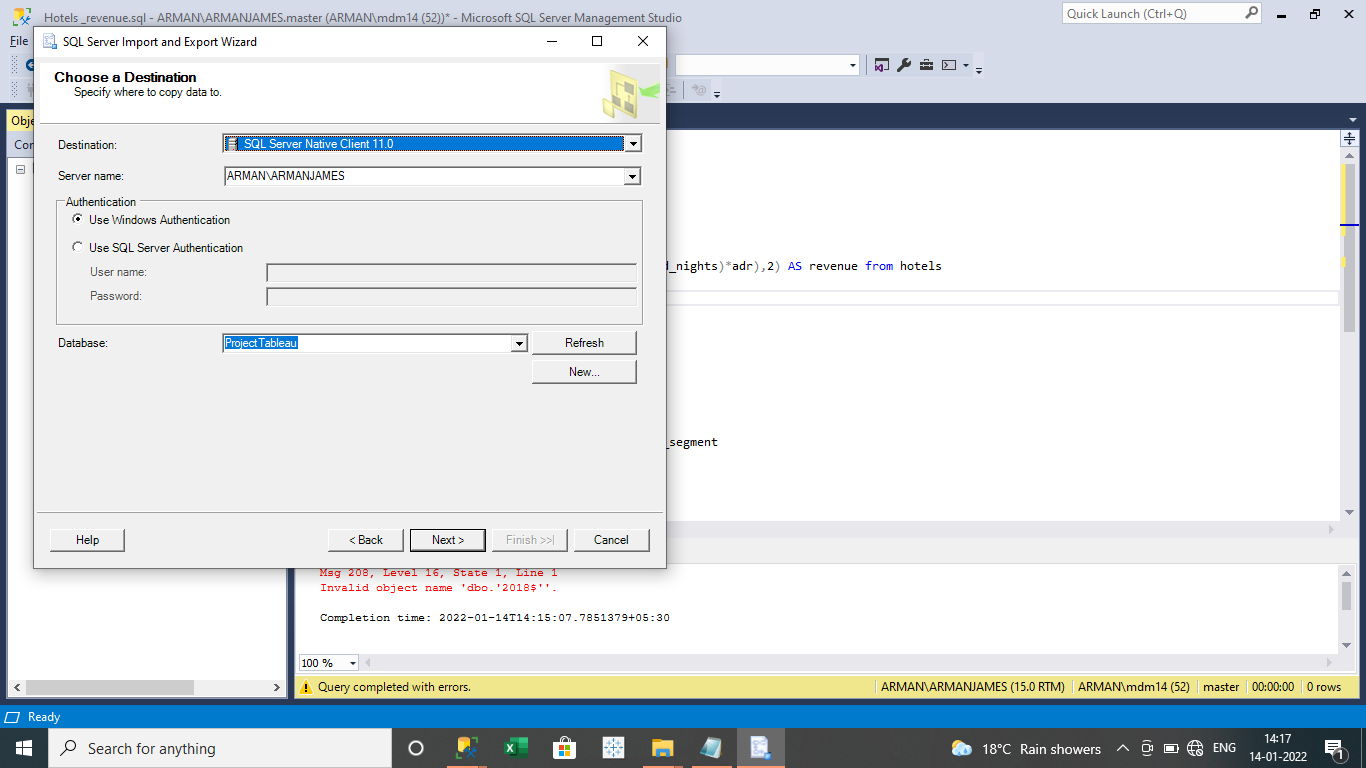 Hotels _revenue.sql - ARMAN\ARMANJAMES.master (ARMAN\mdm14 (52))* - Microsoft SQL Server Management Studio
Quick Launch (Ctrl+Q)
File
SQL Server Import and Export Wizard
Choose a Destination
Specify where to copy data to.
Obje
Con
Destination:
SQL Server Native Client 11.0
Server name:
ARMAN\ARMANJAMES
Authentication
Use Windows Authentication
Use SQL Server Authentication
User name:
Password:
d_nights)*adr),2) AS revenue from hotels
Database:
ProjectTableau
Refresh
New...
_segment
Help
< Back
Next >
Finish >>|
Cancel
Msg 208, Level 16, State 1, Line 1
Invalid object name 'dbo.'2018$''.
Completion time: 2022-01-14T14:15:07.7851379+05:30
100 %
Query completed with errors.
ARMAN\ARMANJAMES (15.0 RTM)
ARMAN\mdm14 (52)
master
00:00:00
0 rows
Ready
Search for anything
18°C Rain showers
ENG
14:17
14-01-2022
1